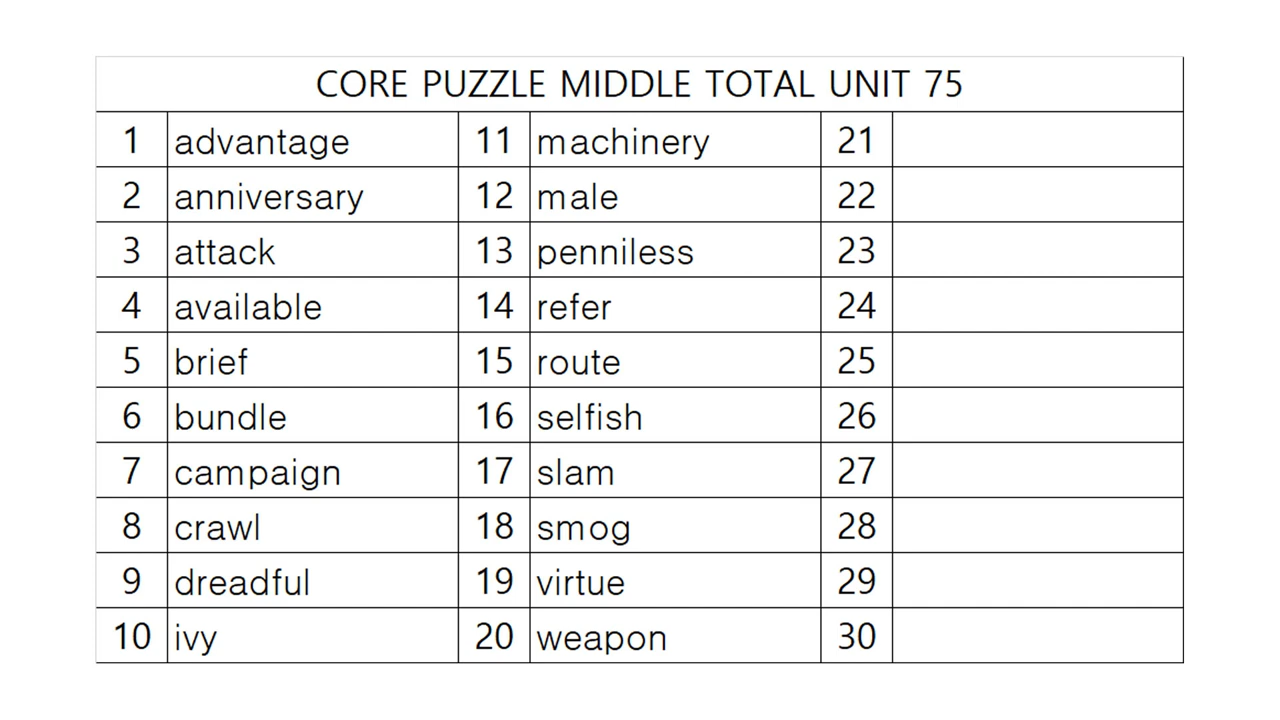 CORE PUZZLE MIDDLE TOTAL UNIT 75
1 advantage 11 machinery 21
2 anniversary 12 male 22
3 attack 13 penniless 23
4 available 14 refer 24
5 brief 15 route 25
6 bundle 16 selfish 26
7 campaign 17 slam 27
8 crawl 18 smog 28
9 dreadful 19 virtue 29
10 ivy 20 weapon 30